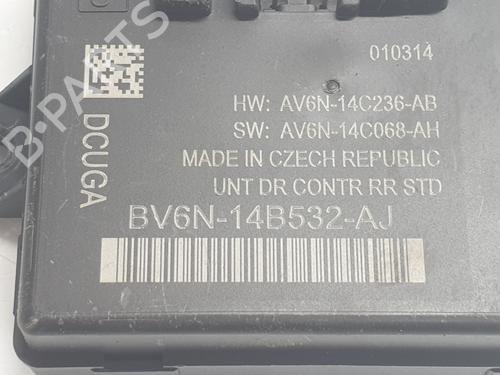 B-PARTS
010314
HW: AV6N-14C236-AB
SW: AV6N-14C068-AH
MADE IN CZECH REPUBLIC
UNT DR CONTR RR STD
DCUGA
BV6N-14B532-AJ